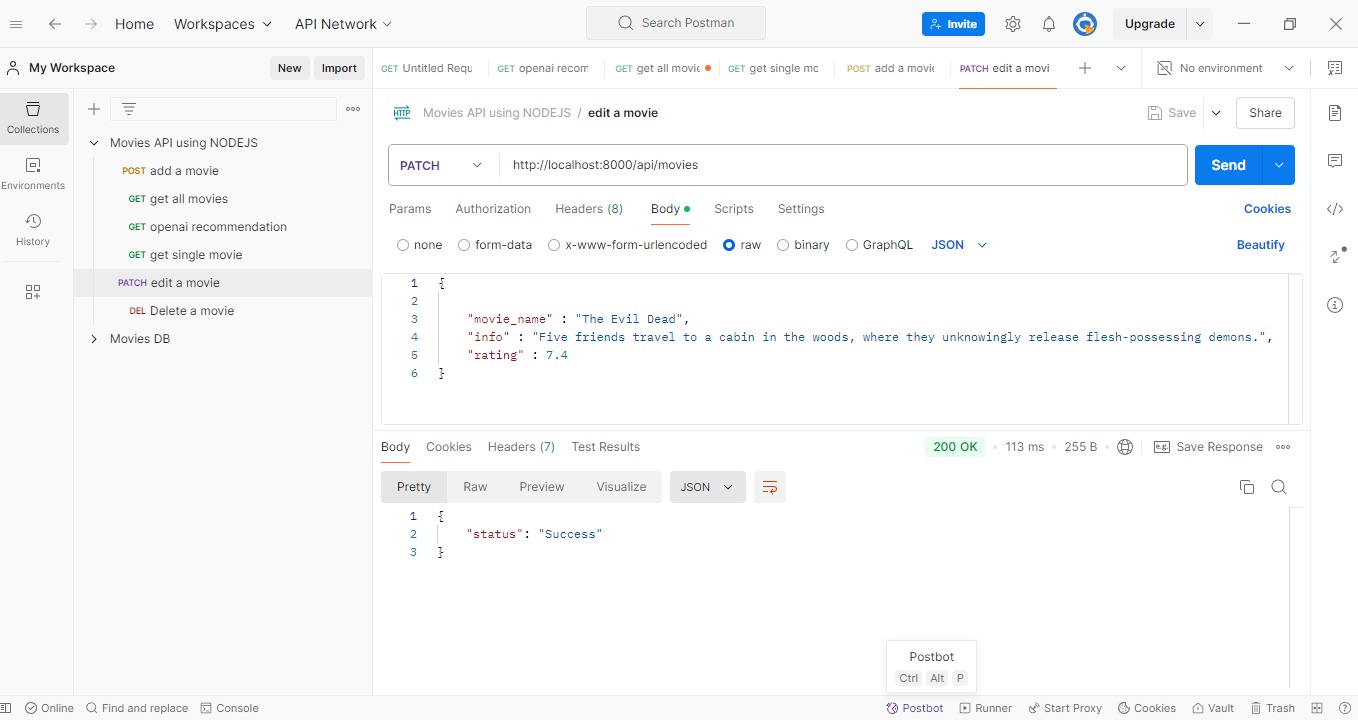 Home Workspaces API Network Search Postman Invite Upgrade
My Workspace New Import
GET Untitled Requ GET openai recom GET get all movie GET get single mo POST add a movie PATCH edit a movi No environment
Collections
Environments
History
Movies API using NODEJS
POST add a movie
GET get all movies
GET openai recommendation
GET get single movie
PATCH edit a movie
DEL Delete a movie
Movies DB
HTTP Movies API using NODEJS / edit a movie Save Share
PATCH http://localhost:8000/api/movies Send
Params Authorization Headers (8) Body Scripts Settings Cookies
none form-data x-www-form-urlencoded raw binary GraphQL JSON Beautify
1 {
2
3 "movie_name" : "The Evil Dead",
4 "info" : "Five friends travel to a cabin in the woods, where they unknowingly release flesh-possessing demons.",
5 "rating" : 7.4
6 }
Body Cookies Headers (7) Test Results 200 OK 113 ms 255 B e.g. Save Response
Pretty Raw Preview Visualize JSON
1 {
2 "status": "Success"
3 }
Postbot
Ctrl Alt P
Online Find and replace Console Postbot Runner Start Proxy Cookies Vault Trash